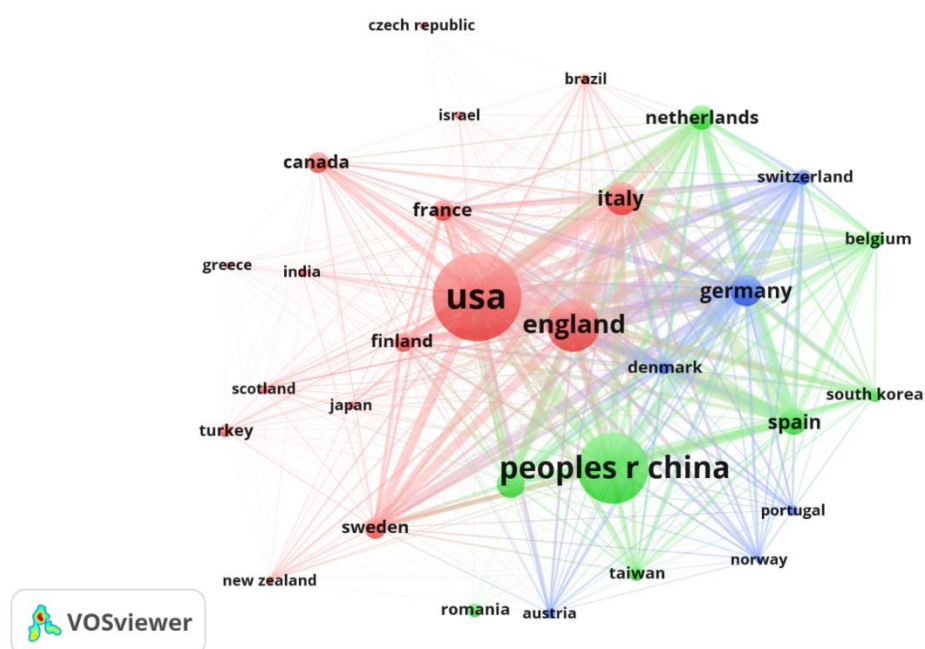 czech republic
brazil
israel
netherlands
canada
switzerland
italy
france
belgium
greece
india
usa
germany
england
finland
denmark
scotland
south korea
japan
spain
turkey
peoples r china
portugal
sweden
norway
taiwan
new zealand
romania
austria
VOSviewer